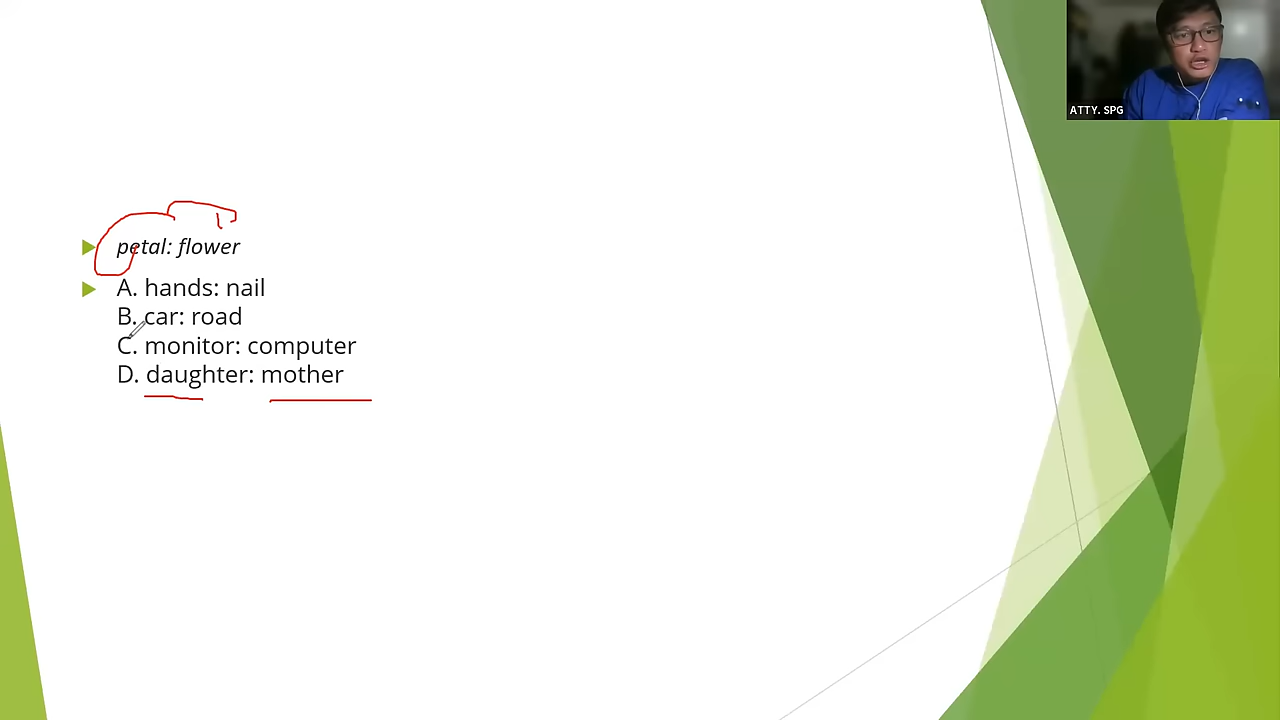 ATTY. SPG
petal: flower
A. hands: nail
B. car: road
C. monitor: computer
D. daughter: mother